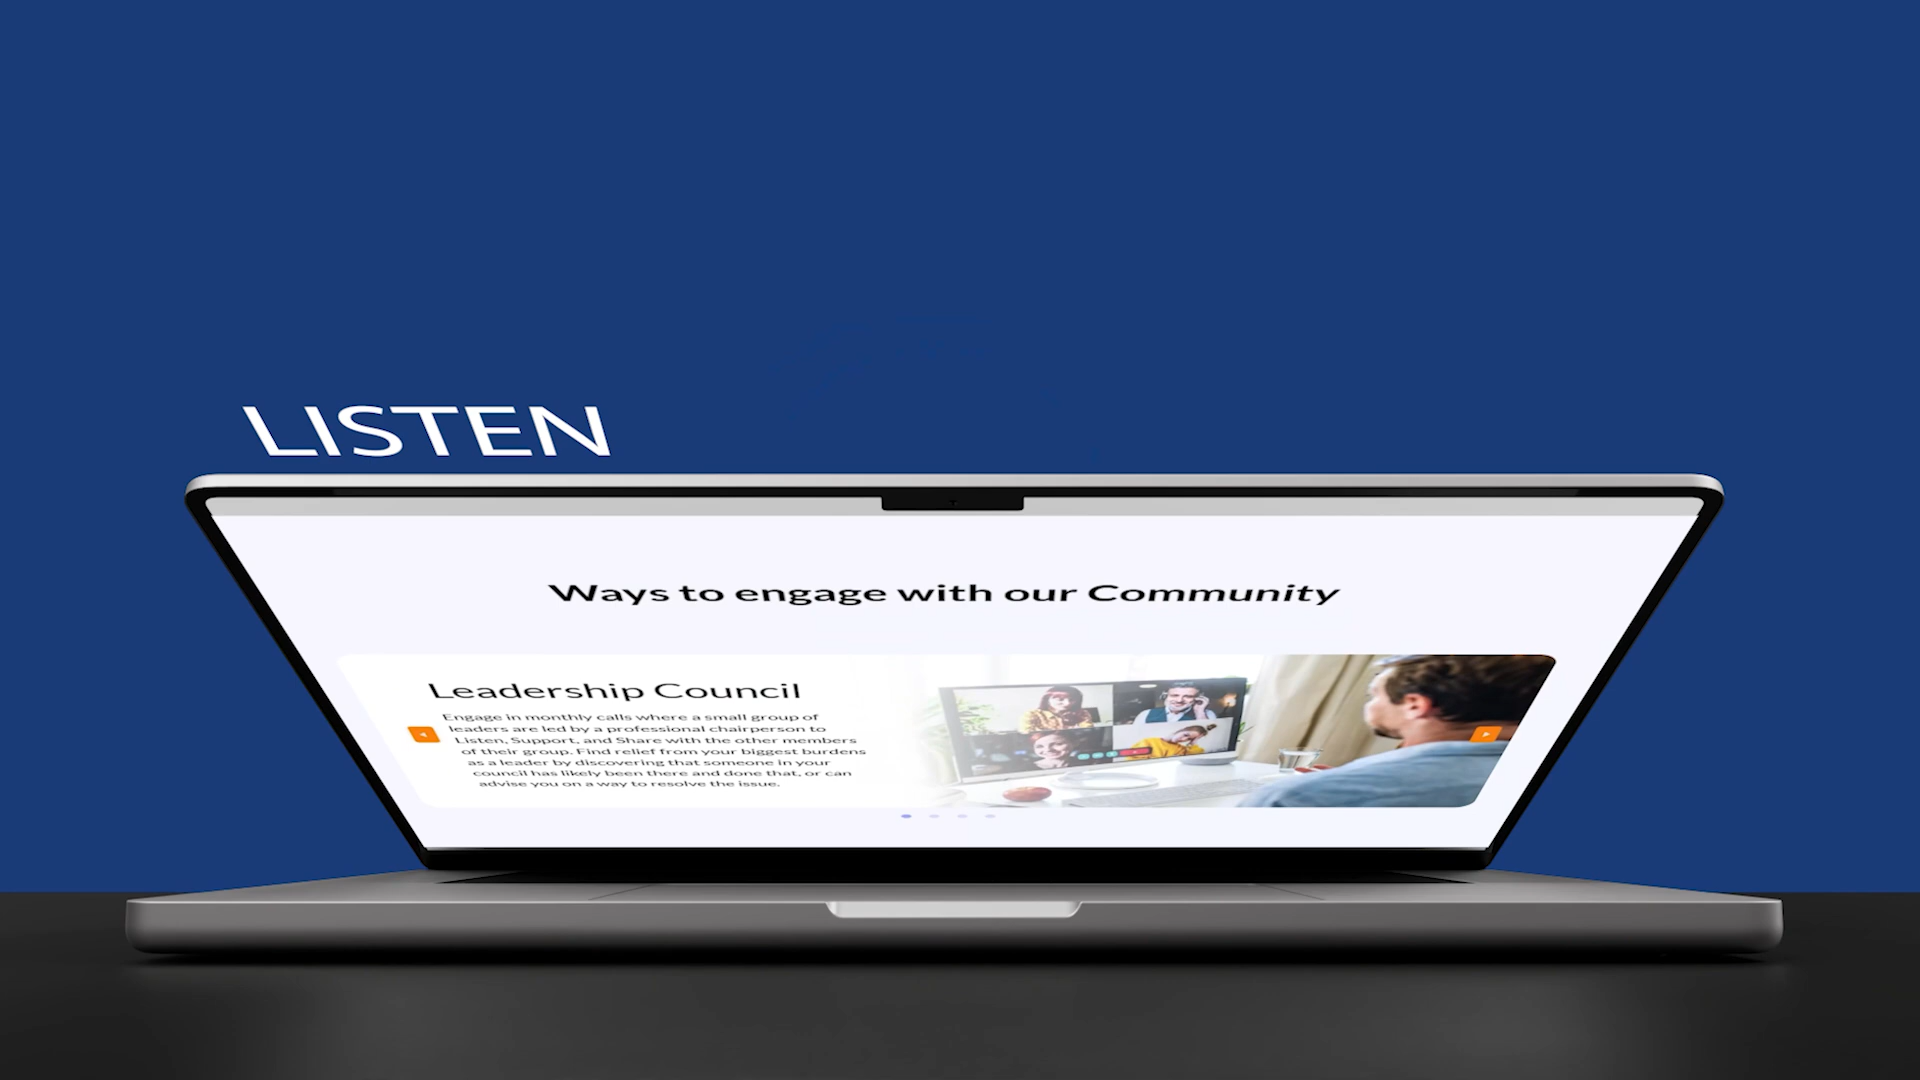 LISTEN
Ways to engage with our Community
Leadership Council
Engage in monthly calls where a small group of
leaders are led by a professional chairperson to
Listen, Support, and Share with the other members
of their group. Find relief from your biggest burdens
as a leader by discovering that someone in your
council has likely been there and done that, or can
advise you on a way to resolve the issue.